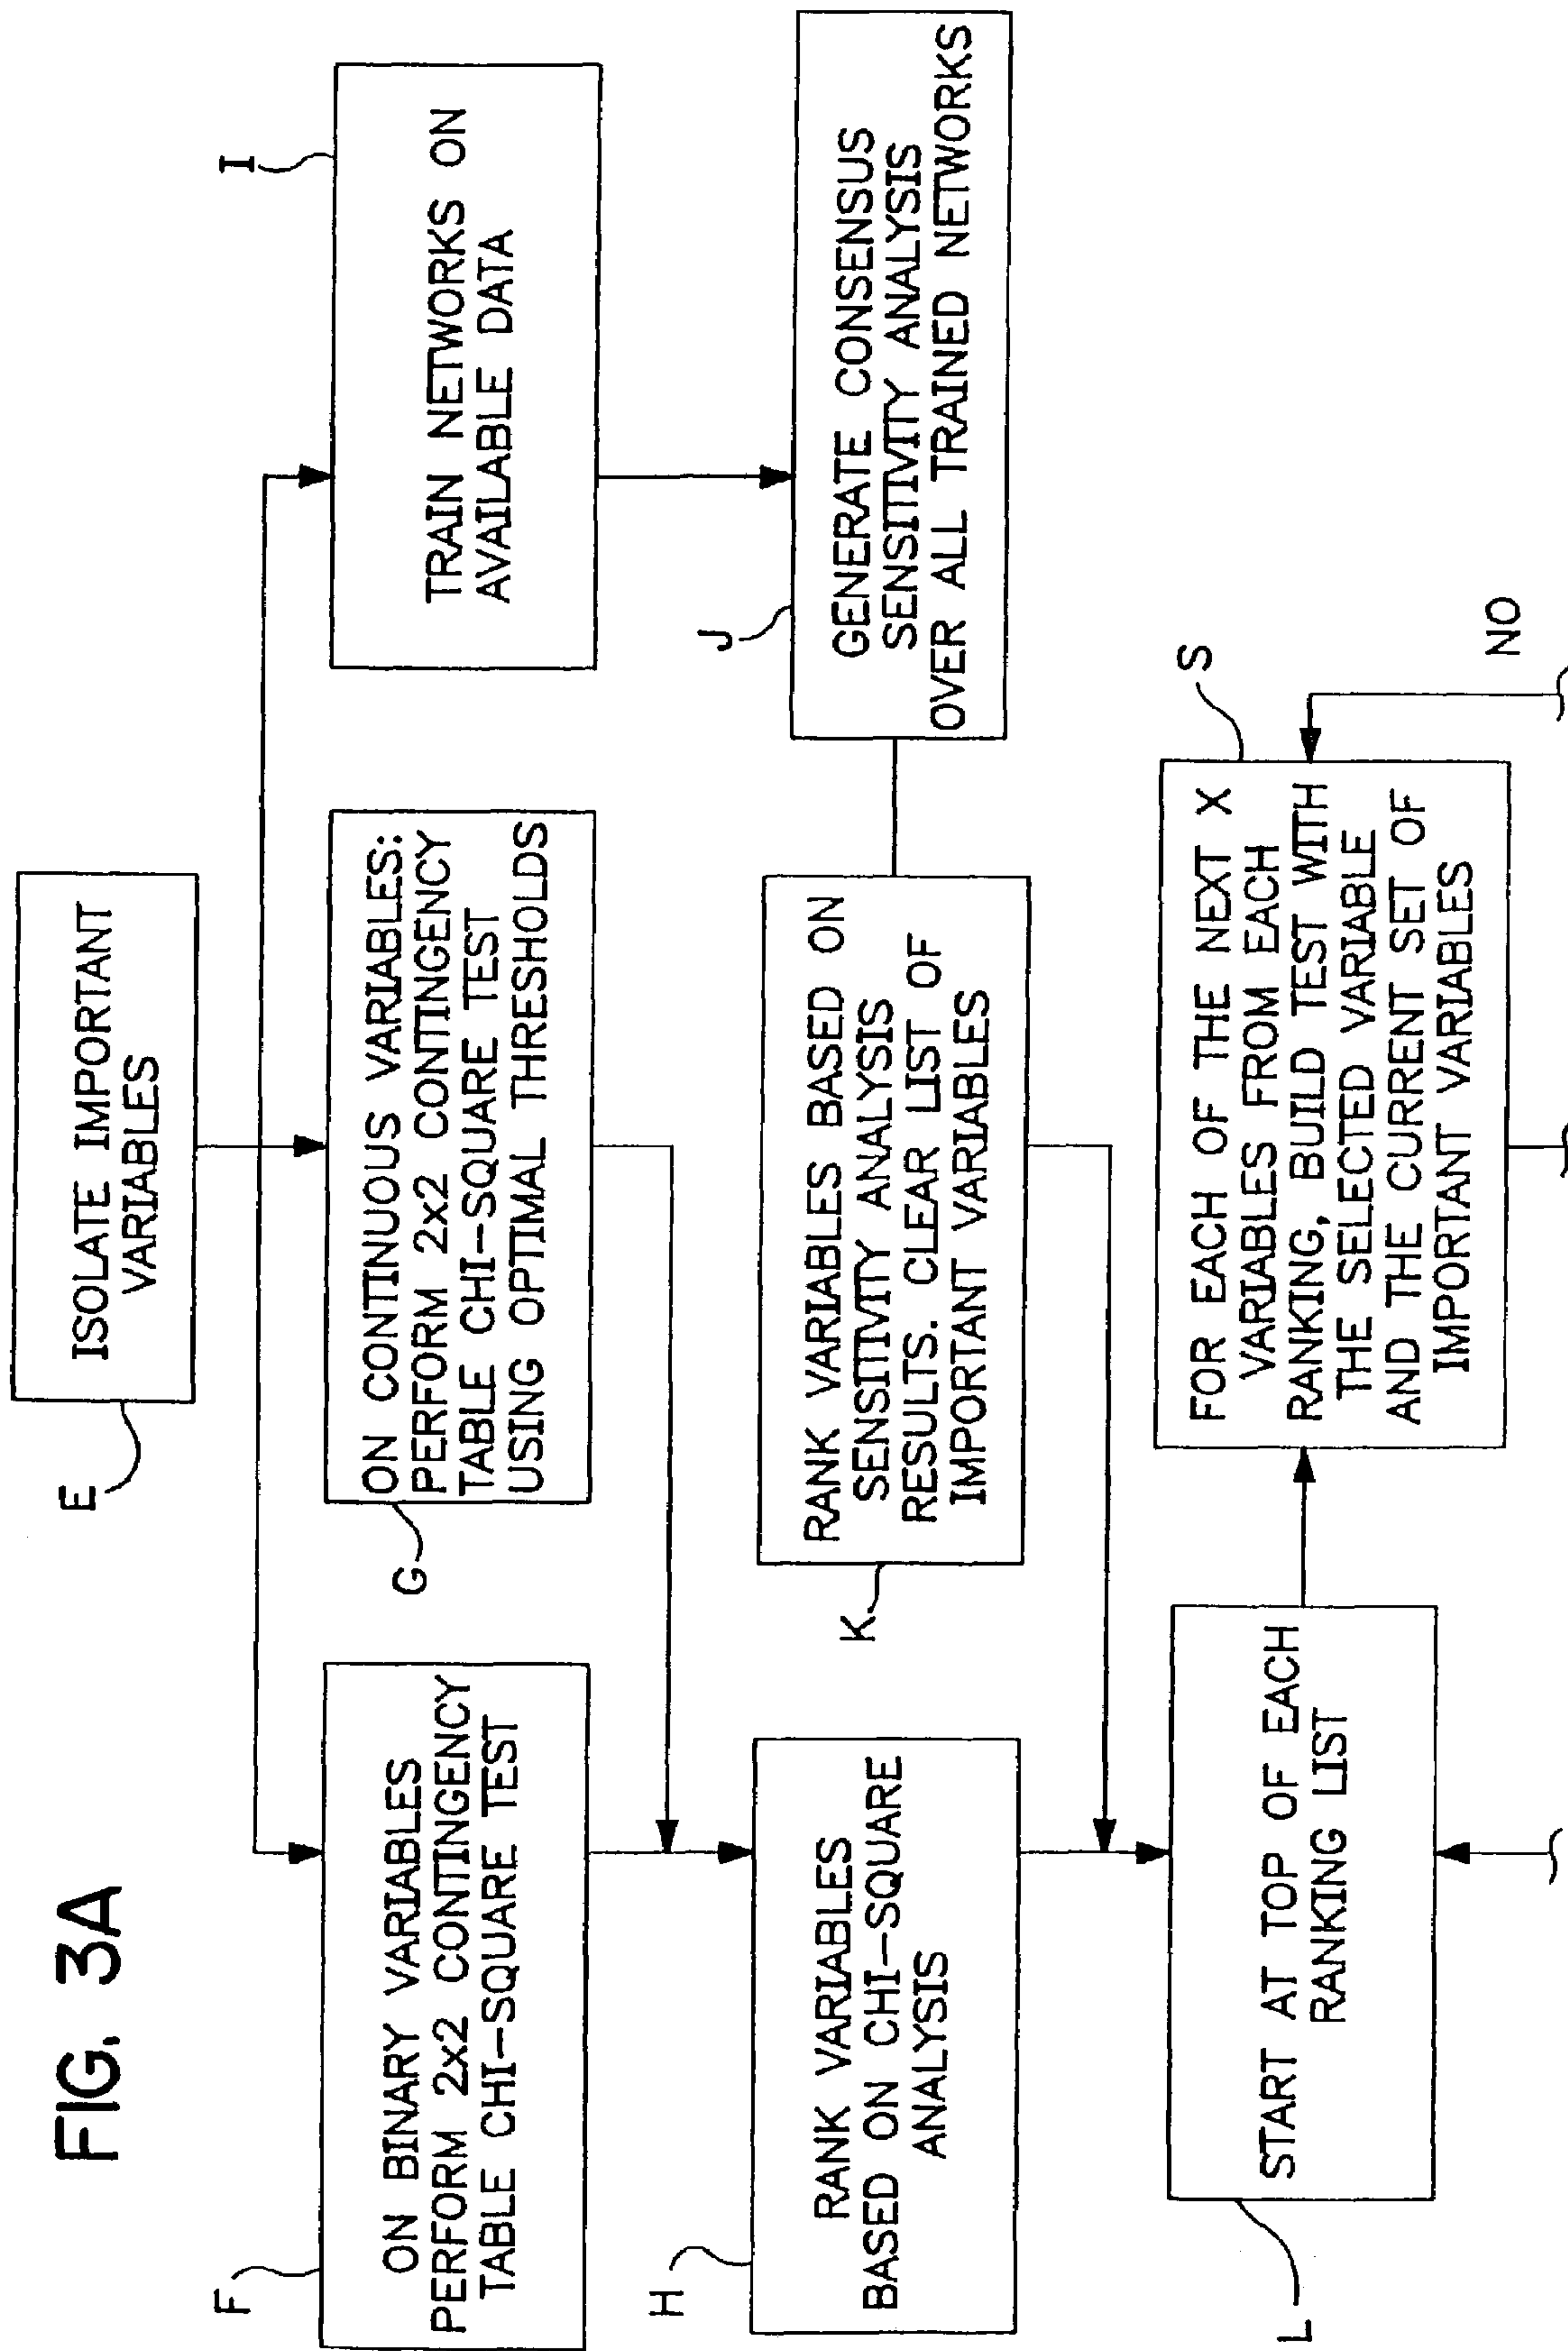 FIG. 3A
E
ISOLATE IMPORTANT
VARIABLES
F
ON BINARY VARIABLES
PERFORM 2x2 CONTINGENCY
TABLE CHI-SQUARE TEST
G
ON CONTINUOUS VARIABLES:
PERFORM 2x2 CONTINGENCY
TABLE CHI-SQUARE TEST
USING OPTIMAL THRESHOLDS
I
TRAIN NETWORKS ON
AVAILABLE DATA
H
RANK VARIABLES
BASED ON CHI-SQUARE
ANALYSIS
K
RANK VARIABLES BASED ON
SENSITIVITY ANALYSIS
RESULTS. CLEAR LIST OF
IMPORTANT VARIABLES
J
GENERATE CONSENSUS
SENSITIVITY ANALYSIS
OVER ALL TRAINED NETWORKS
L
START AT TOP OF EACH
RANKING LIST
S
FOR EACH OF THE NEXT X
VARIABLES FROM EACH
RANKING, BUILD TEST WITH
THE SELECTED VARIABLE
AND THE CURRENT SET OF
IMPORTANT VARIABLES
NO